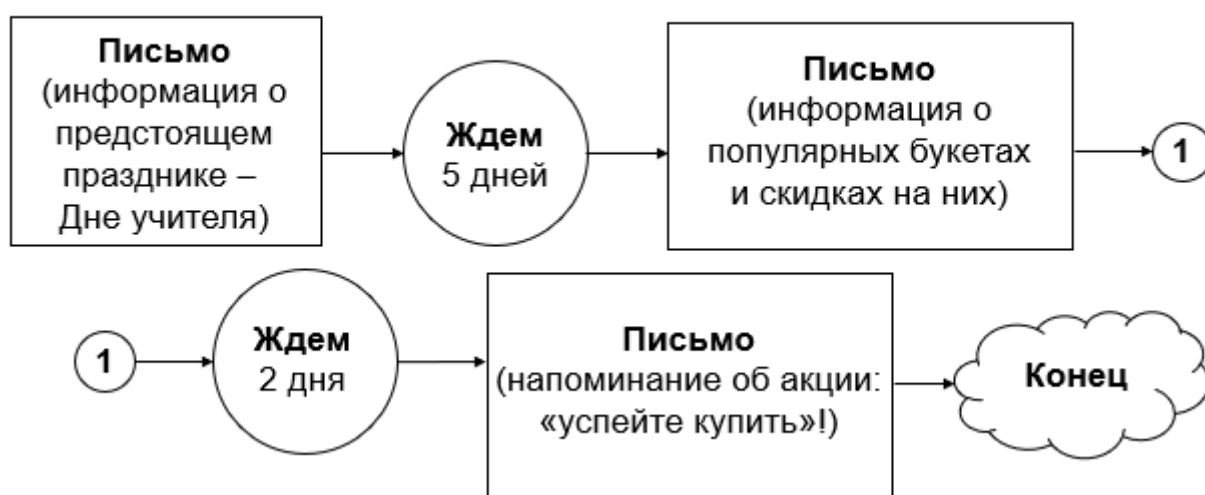 Письмо
(информация о
предстоящем
празднике –
Дне учителя)
Ждем
5 дней
Письмо
(информация о
популярных букетах
и скидках на них)
1
1
Ждем
2 дня
Письмо
(напоминание об акции:
«успейте купить»!)
Конец